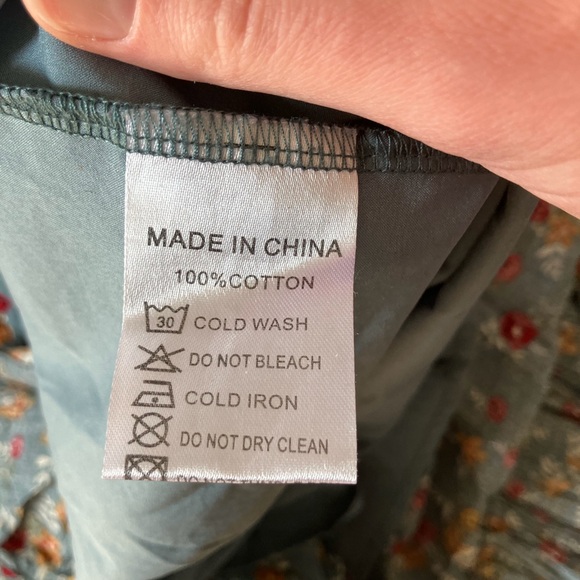 MADE IN CHINA
100%COTTON
30 COLD WASH
DO NOT BLEACH
COLD IRON
DO NOT DRY CLEAN